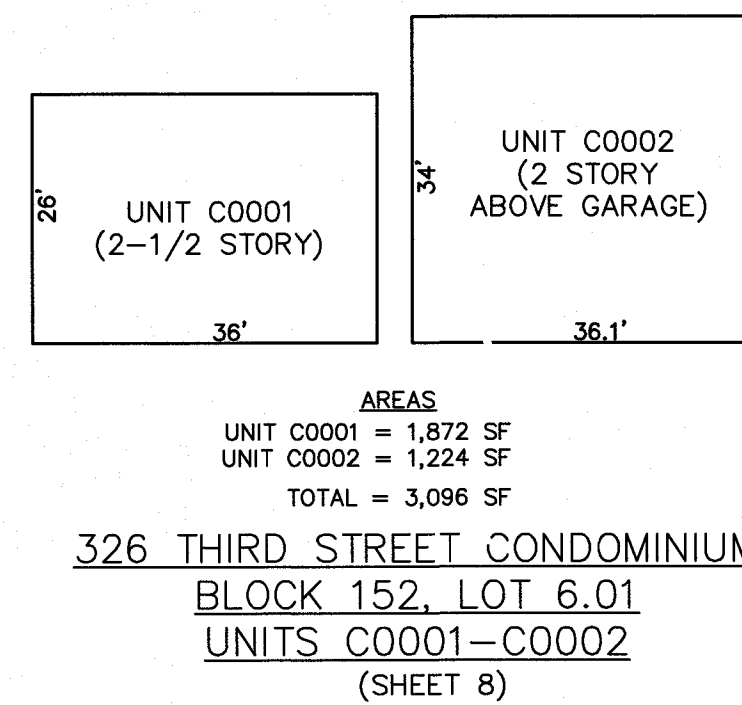 26'
UNIT C0001
(2-1/2 STORY)
36'
34'
UNIT C0002
(2 STORY
ABOVE GARAGE)
36.1'
AREAS
UNIT C0001 = 1,872 SF
UNIT C0002 = 1,224 SF
TOTAL = 3,096 SF
326 THIRD STREET CONDOMINIUM
BLOCK 152, LOT 6.01
UNITS C0001-C0002
(SHEET 8)